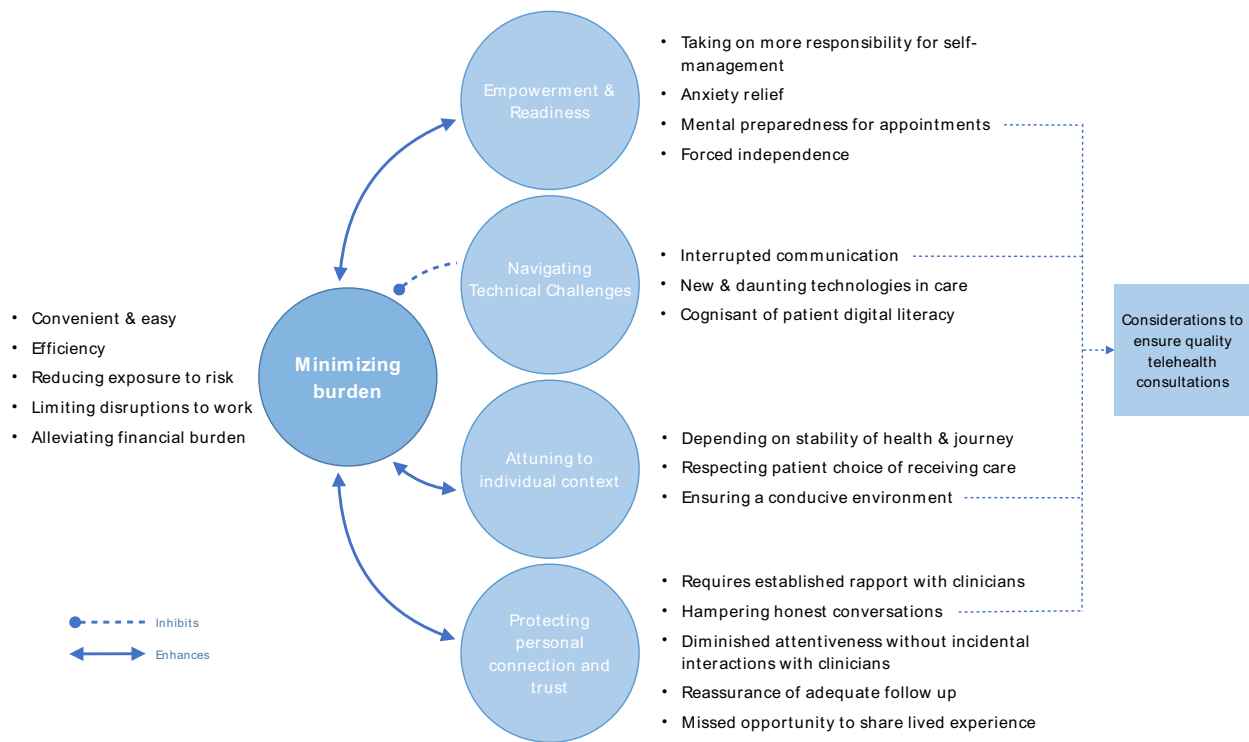 Empowerment &
Readiness
• Taking on more responsibility for self-
management
• Anxiety relief
• Mental preparedness for appointments
• Forced independence
Navigating
Technical Challenges
• Interrupted communication
• New & daunting technologies in care
• Cognisant of patient digital literacy
• Convenient & easy
• Efficiency
• Reducing exposure to risk
• Limiting disruptions to work
• Alleviating financial burden
Minimizing
burden
Considerations to
ensure quality
telehealth
consultations
Attuning to
individual context
• Depending on stability of health & journey
• Respecting patient choice of receiving care
• Ensuring a conducive environment
Protecting
personal
connection and
trust
• Requires established rapport with clinicians
• Hampering honest conversations
• Diminished attentiveness without incidental
interactions with clinicians
• Reassurance of adequate follow up
• Missed opportunity to share lived experience
Inhibits
Enhances